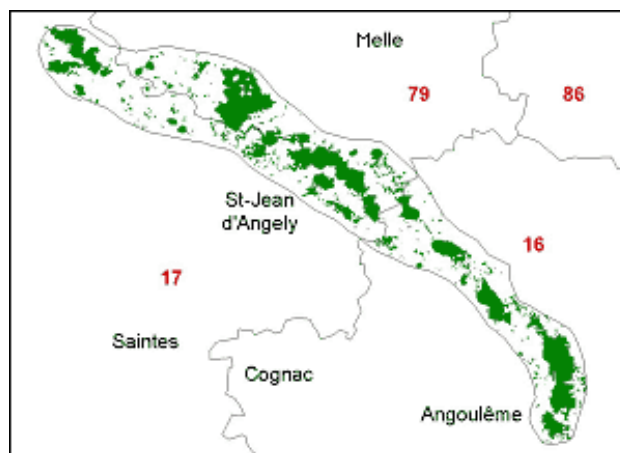 Melle
79
86
St-Jean
d'Angely
16
17
Saintes
Cognac
Angoulême